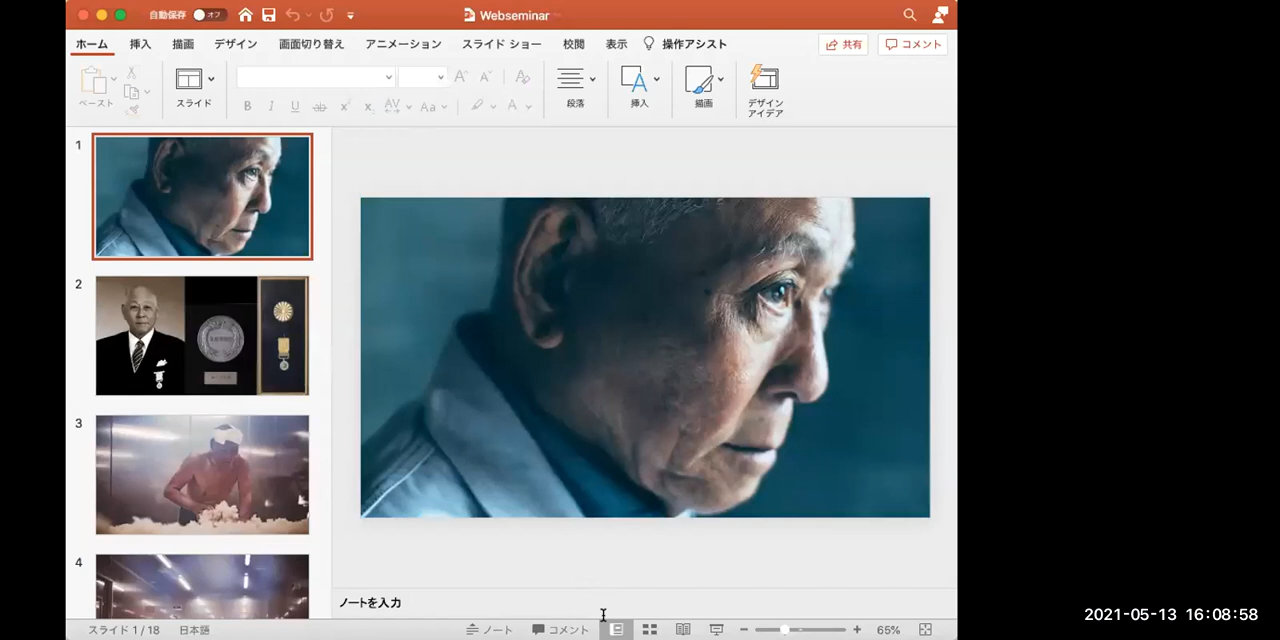 自動保存 オフ
Webseminar
ホーム 挿入 描画 デザイン 画面切り替え アニメーション スライド ショー 校閲 表示 操作アシスト 共有 コメント
ペースト スライド B I U ab x x AV Aa A 段落 挿入 描画 デザイン
アイデア
1
2
3
4
ノートを入力
スライド 1 / 18 日本語 ノート コメント 65%
2021-05-13 16:08:58